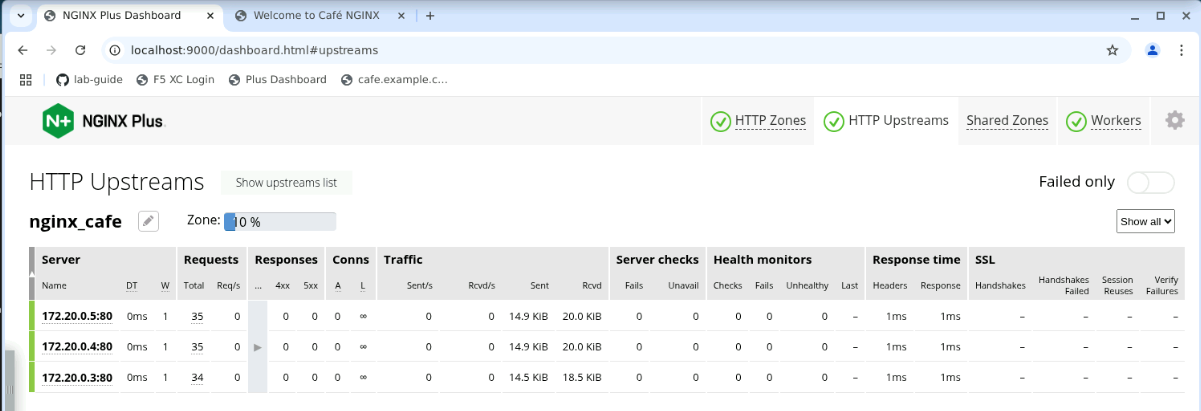 NGINX Plus Dashboard
Welcome to Café NGINX
localhost:9000/dashboard.html#upstreams
lab-guide F5 XC Login Plus Dashboard cafe.example.c...
N+ NGINX Plus HTTP Zones HTTP Upstreams Shared Zones Workers
HTTP Upstreams Show upstreams list Failed only
nginx_cafe Zone: 10 % Show all
Server Requests Responses Conns Traffic Server checks Health monitors Response time SSL
Name DT W Total Req/s ... 4xx 5xx A L Sent/s Rcvd/s Sent Rcvd Fails Unavail Checks Fails Unhealthy Last Headers Response Handshakes Handshakes Failed Session Reuses Verify Failures
172.20.0.5:80 0ms 1 35 0 0 0 0 ∞ 0 0 14.9 KiB 20.0 KiB 0 0 0 0 0 – 1ms 1ms – – – –
172.20.0.4:80 0ms 1 35 0 ▶ 0 0 0 ∞ 0 0 14.9 KiB 20.0 KiB 0 0 0 0 0 – 1ms 1ms – – – –
172.20.0.3:80 0ms 1 34 0 0 0 0 ∞ 0 0 14.5 KiB 18.5 KiB 0 0 0 0 0 – 1ms 1ms – – – –